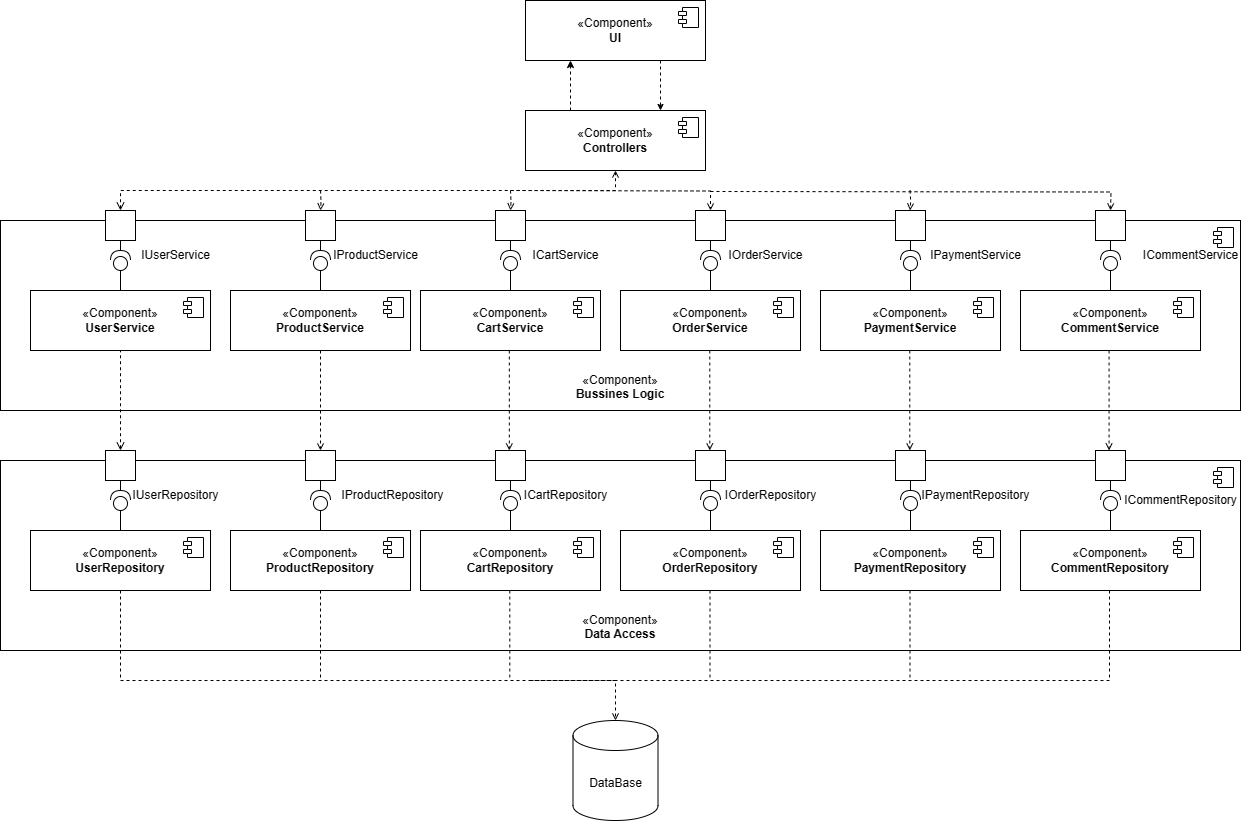 «Component»
UI
«Component»
Controllers
IUserService
IProductService
ICartService
IOrderService
IPaymentService
ICommentService
«Component»
UserService
«Component»
ProductService
«Component»
CartService
«Component»
OrderService
«Component»
PaymentService
«Component»
CommentService
«Component»
Bussines Logic
IUserRepository
IProductRepository
ICartRepository
IOrderRepository
IPaymentRepository
ICommentRepository
«Component»
UserRepository
«Component»
ProductRepository
«Component»
CartRepository
«Component»
OrderRepository
«Component»
PaymentRepository
«Component»
CommentRepository
«Component»
Data Access
DataBase